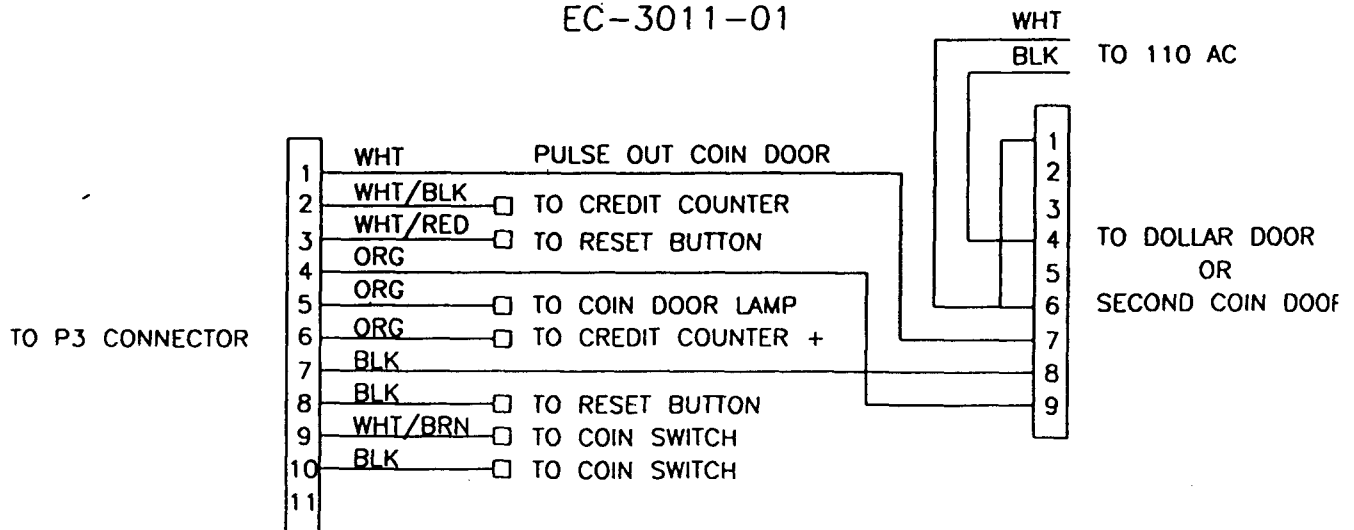 EC-3011-01
WHT
BLK TO 110 AC
1 WHT PULSE OUT COIN DOOR
2 WHT/BLK TO CREDIT COUNTER
3 WHT/RED TO RESET BUTTON
4 ORG
5 ORG TO COIN DOOR LAMP
6 ORG TO CREDIT COUNTER +
7 BLK
8 BLK TO RESET BUTTON
9 WHT/BRN TO COIN SWITCH
10 BLK TO COIN SWITCH
11
TO P3 CONNECTOR
1
2
3
4
5
6
7
8
9
TO DOLLAR DOOR
OR
SECOND COIN DOOF